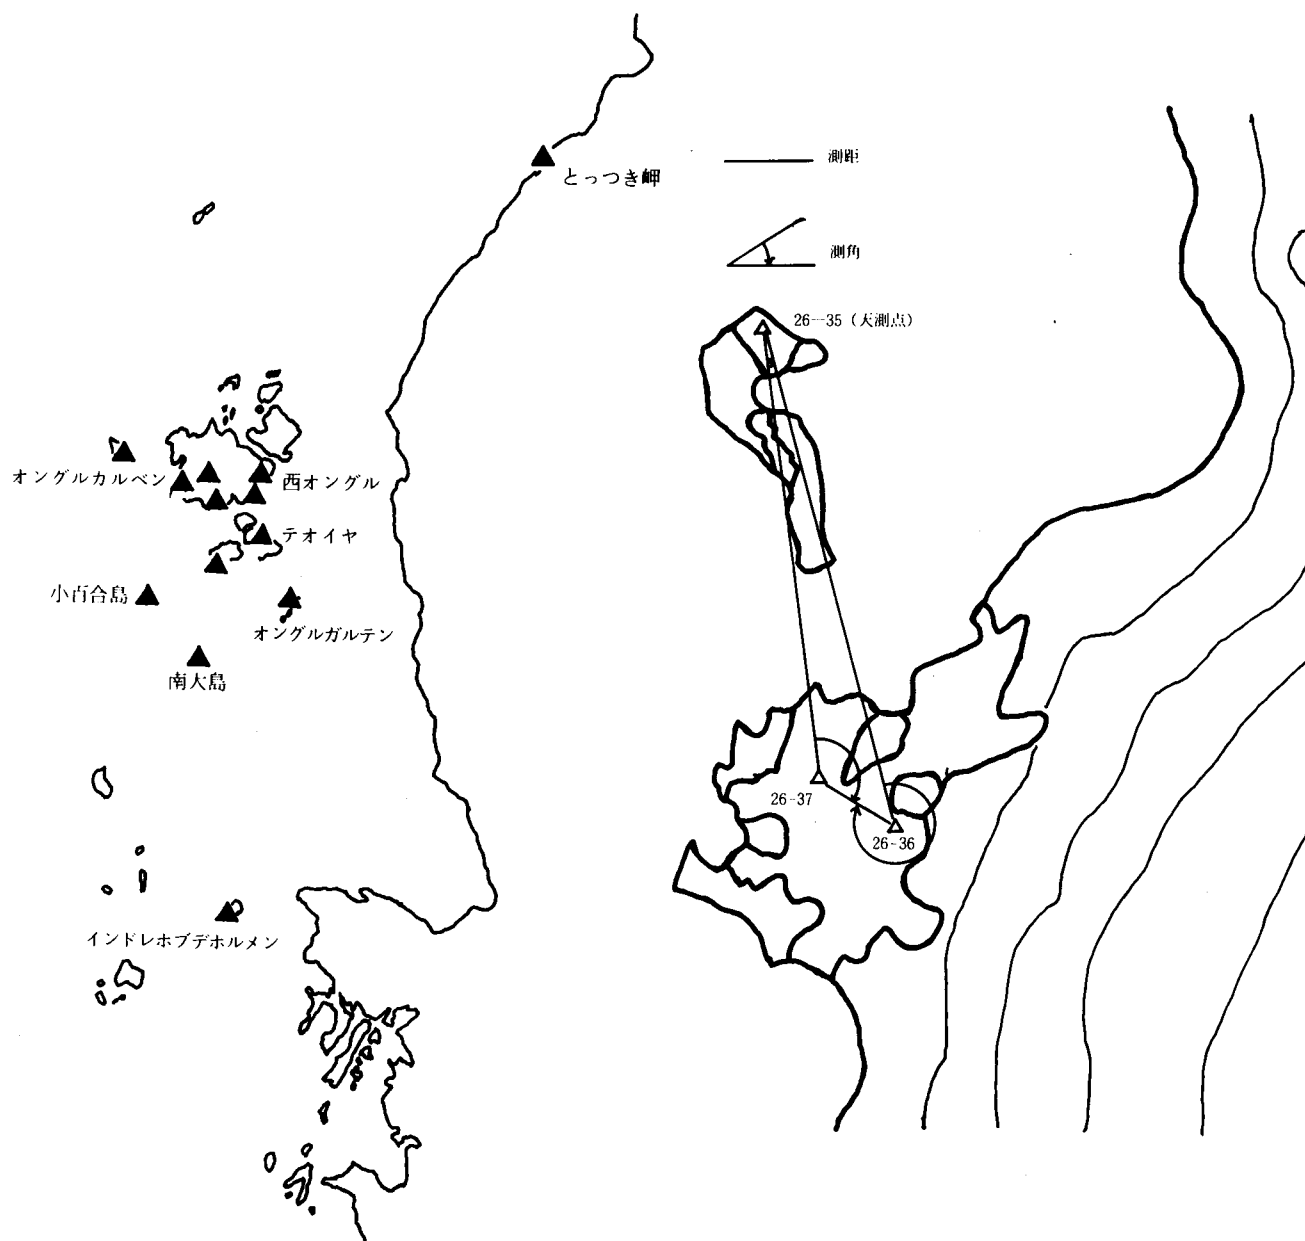 とっつき岬
オングルカルベン
西オングル
テオイヤ
小百合島
オングルガルテン
南大島
インドレホブデホルメン
測距
測角
26-35（天測点）
26-37
26-36